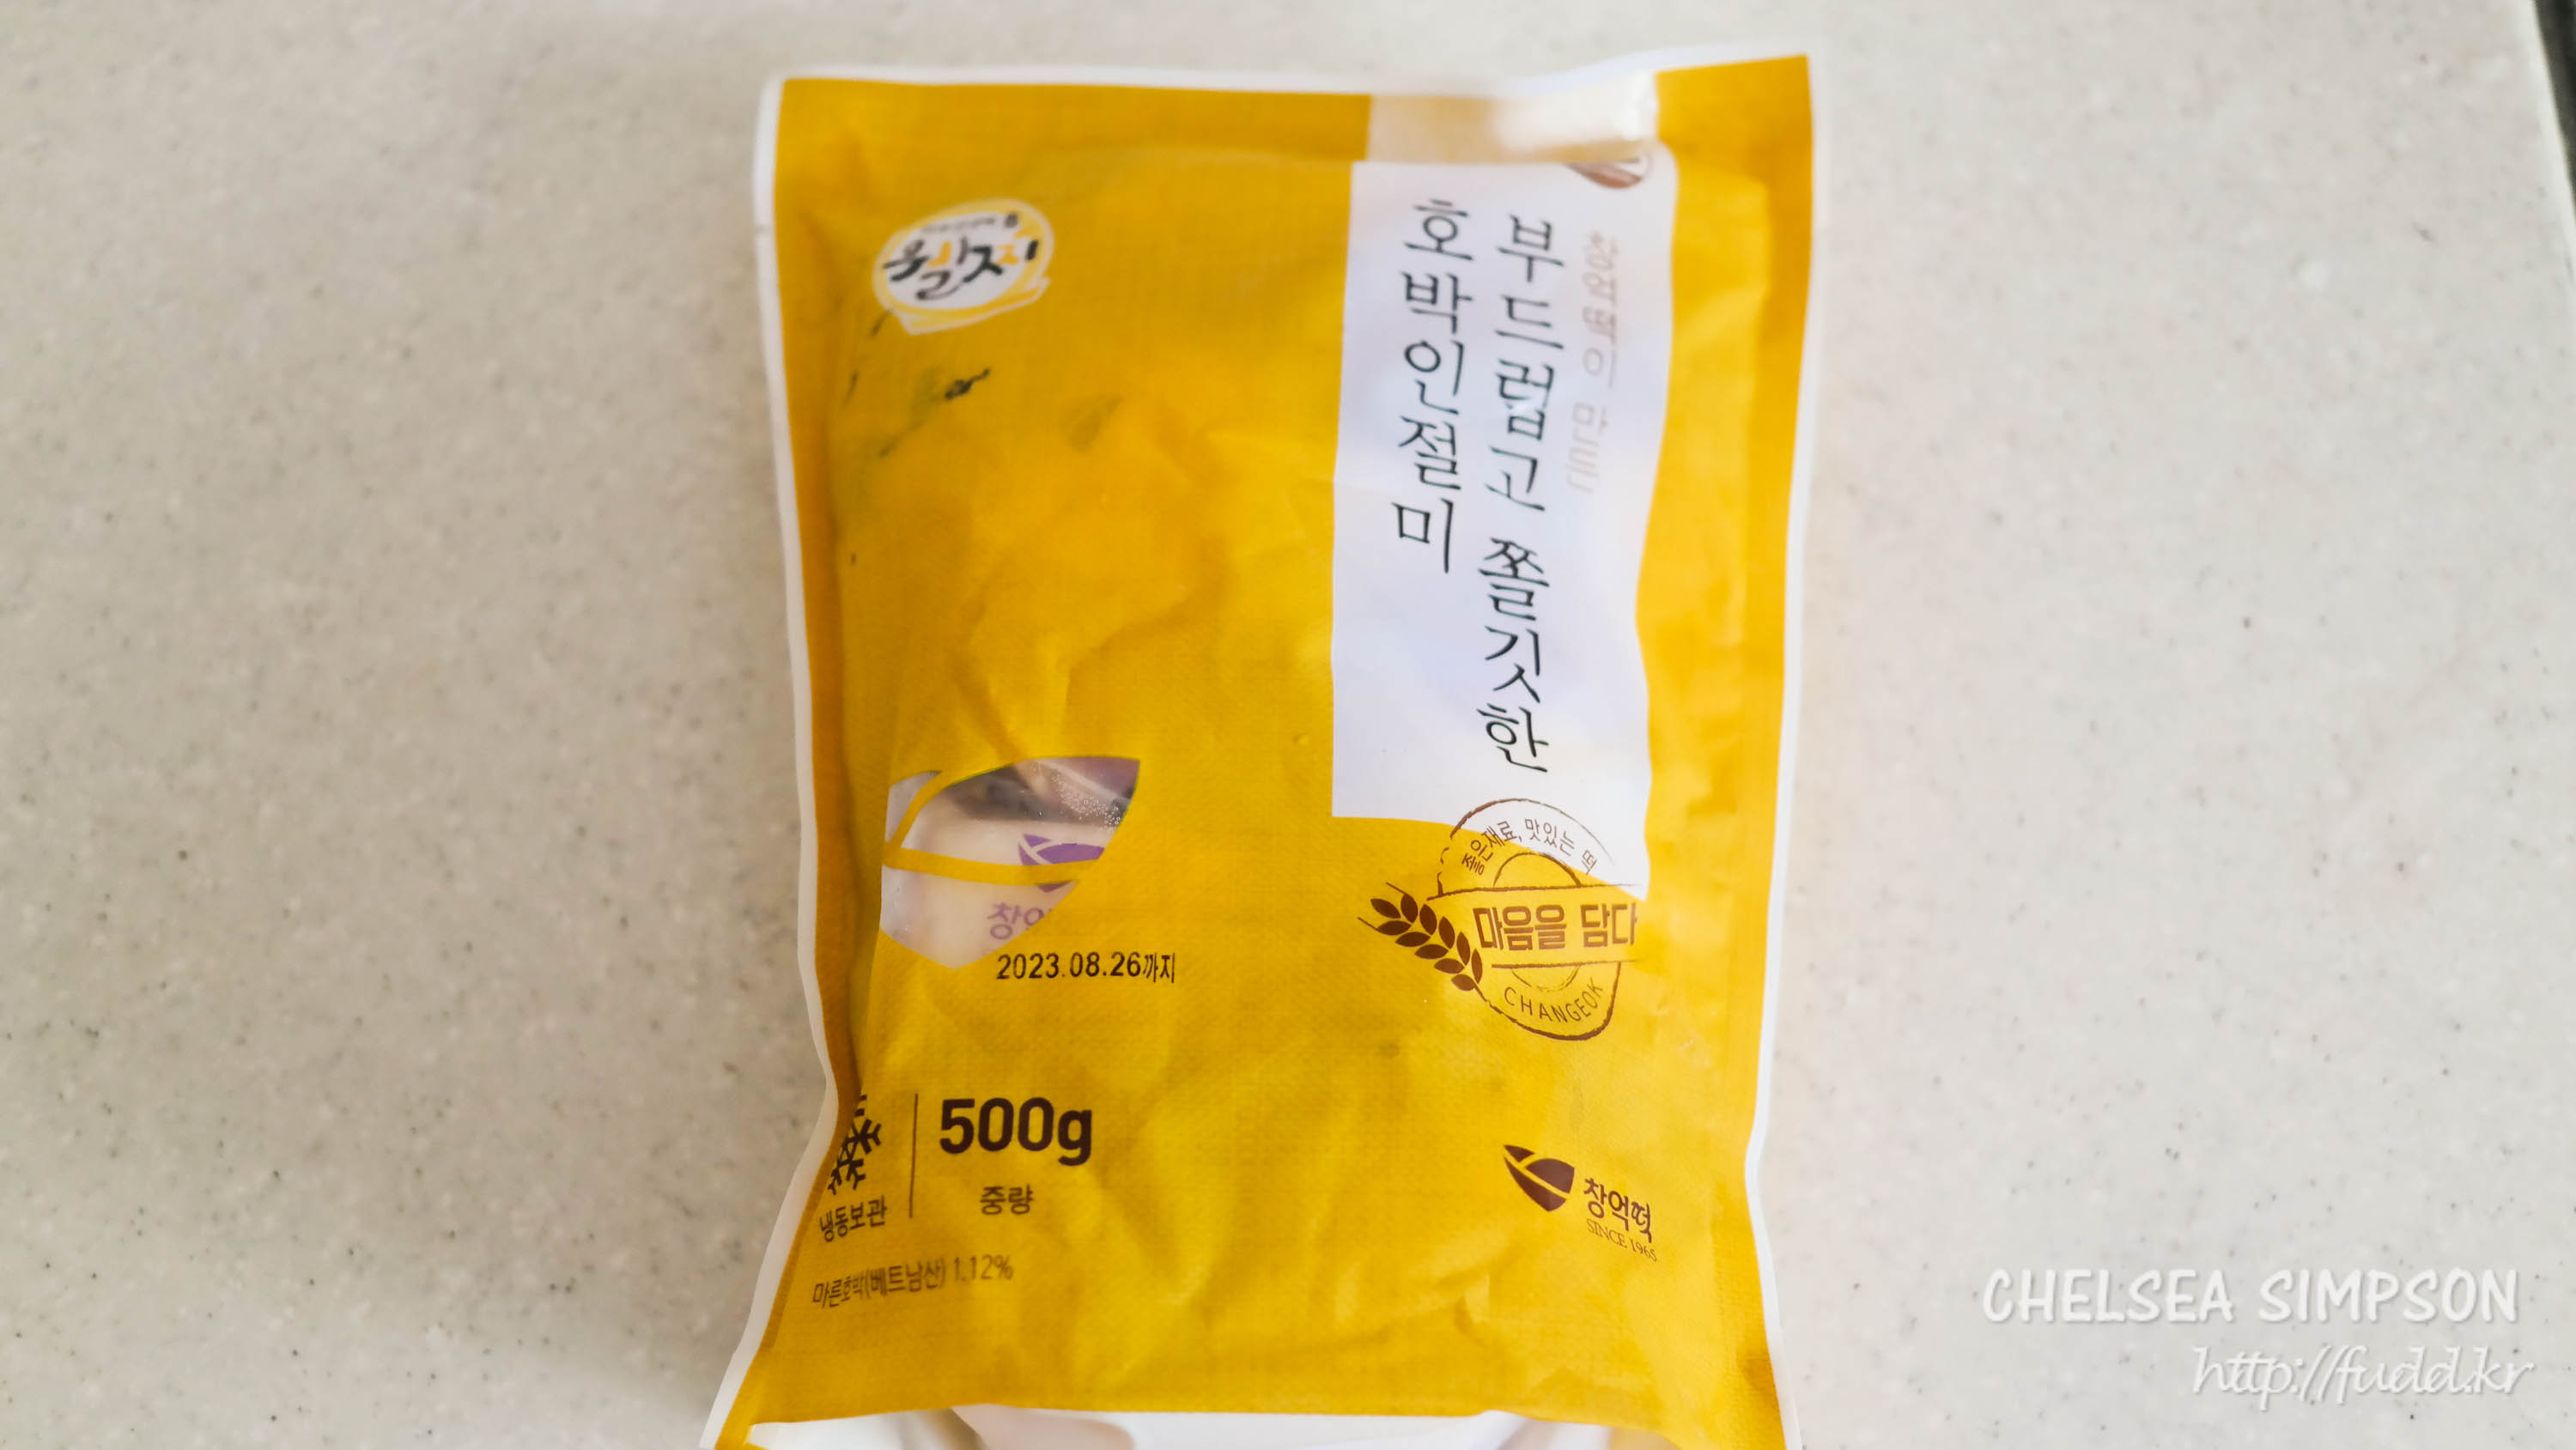 창억떡이 만든
부드럽고 쫄깃한
호박인절미
좋은재료, 맛있는 떡
마음을 담다
CHANGEOK
창억
2023.08.26까지
500g
중량
냉동보관
마른호박(베트남산) 1.12%
창억떡
SINCE 1965
CHELSEA SIMPSON
http://fudd.kr